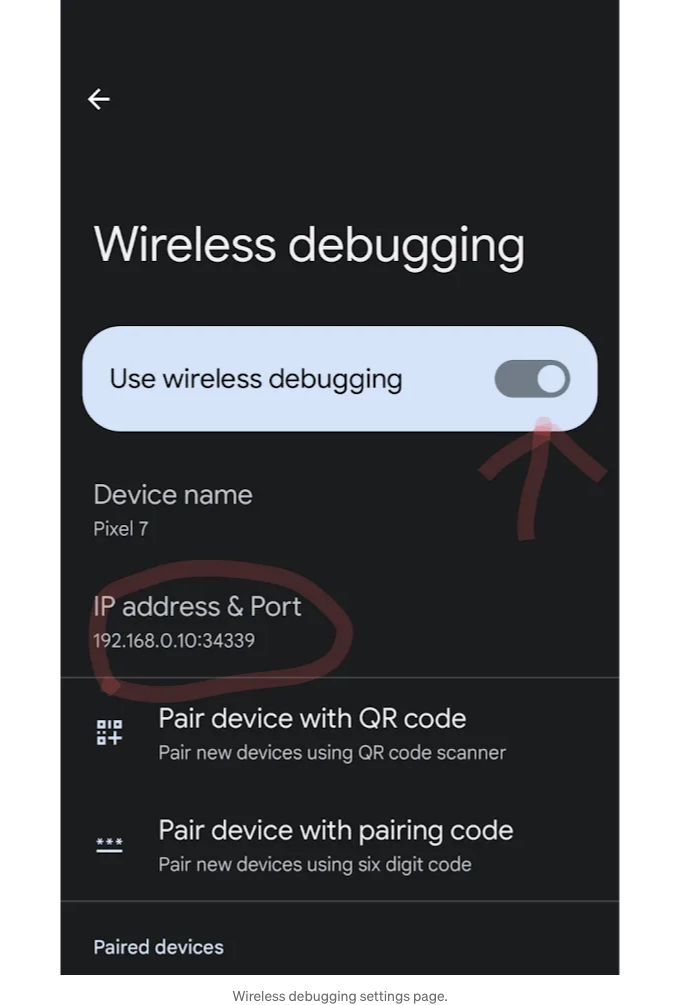 Wireless debugging
Use wireless debugging
Device name
Pixel 7
IP address & Port
192.168.0.10:34339
Pair device with QR code
Pair new devices using QR code scanner
Pair device with pairing code
Pair new devices using six digit code
Paired devices
Wireless debugging settings page.